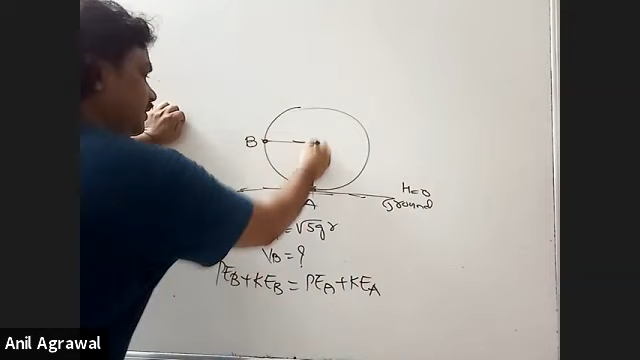 B
H=0
Ground
A
= √5gr
VB = ?
PEB + KEB = PEA + KEA
Anil Agrawal